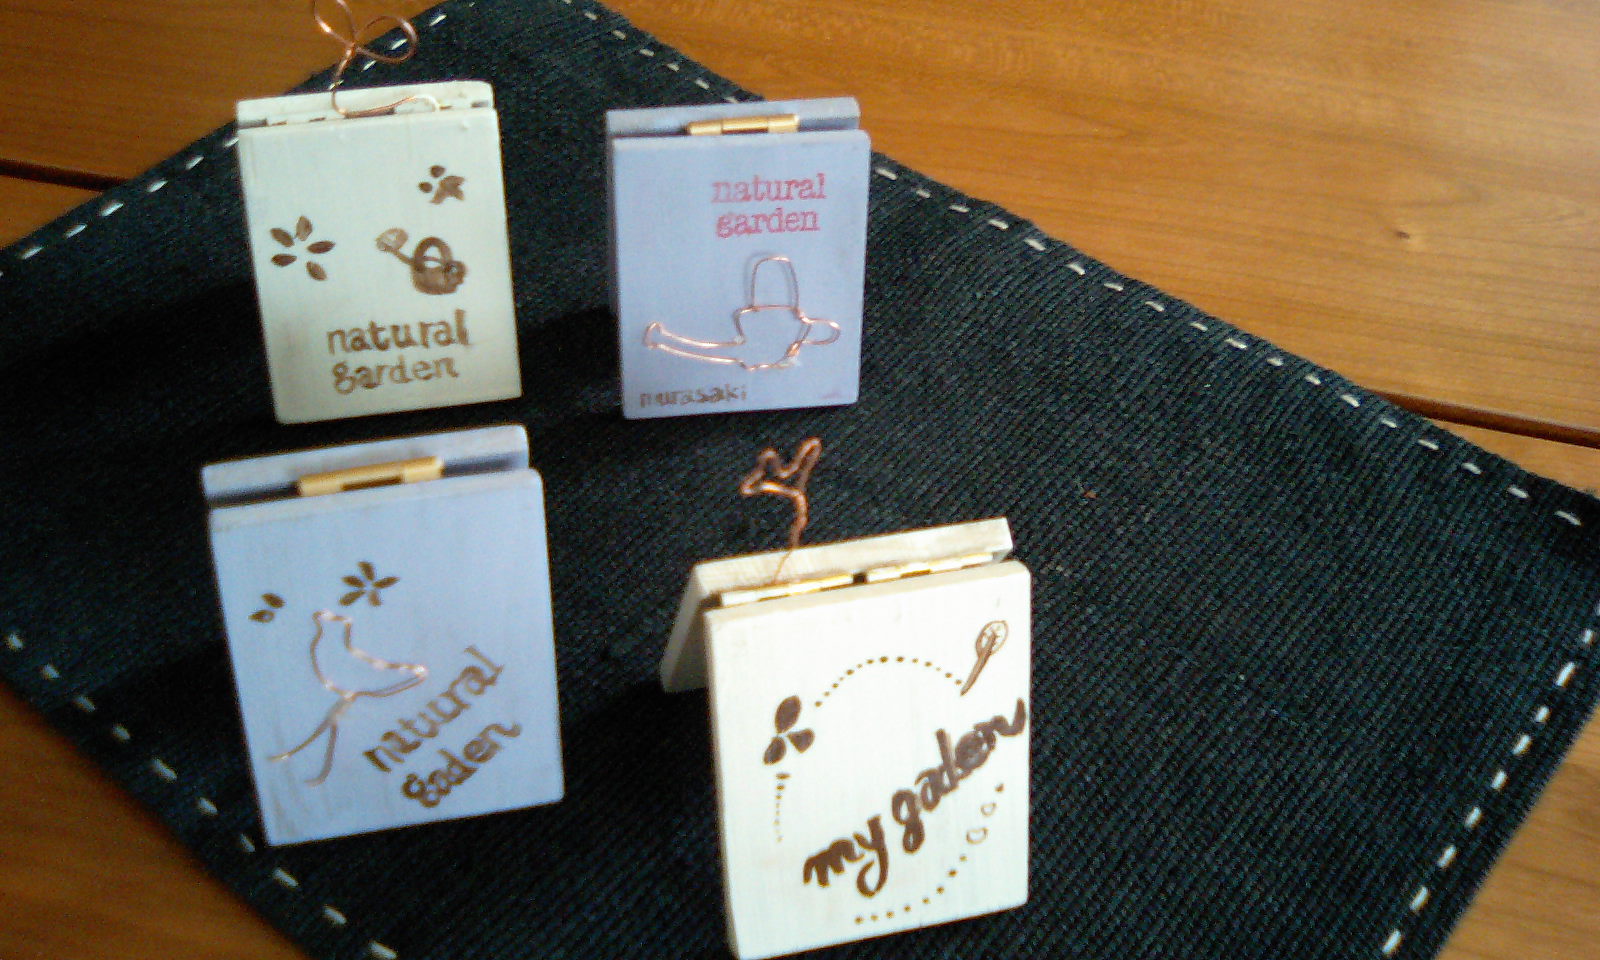 natural
garden
natural
garden
murasaki
natural
gaden
my gaden